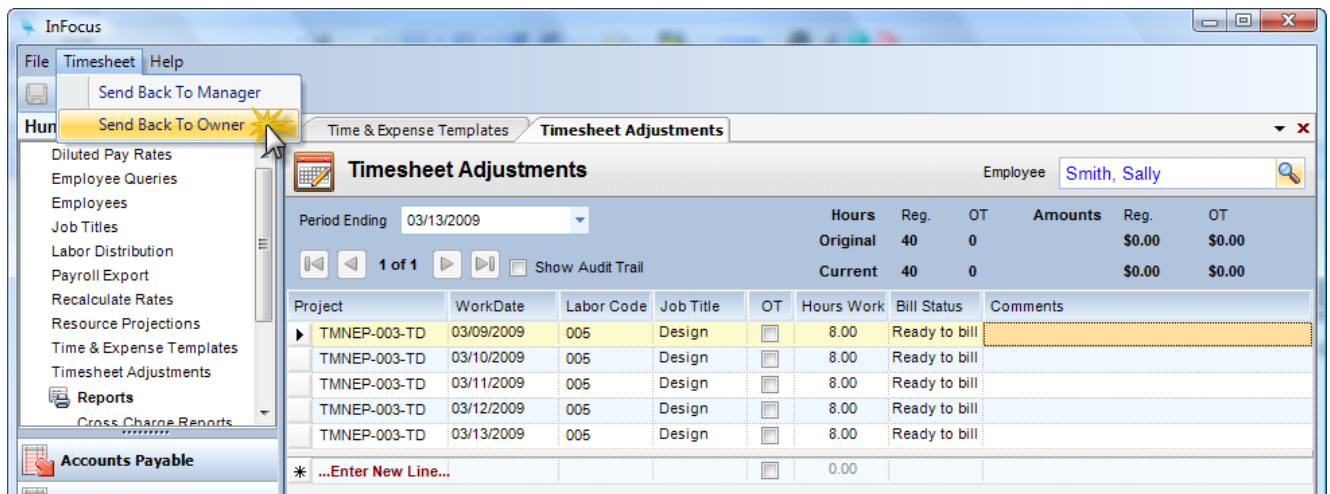 InFocus
File Timesheet Help
Send Back To Manager
Send Back To Owner
Hun
Diluted Pay Rates
Employee Queries
Employees
Job Titles
Labor Distribution
Payroll Export
Recalculate Rates
Resource Projections
Time & Expense Templates
Timesheet Adjustments
Reports
Cross Charge Reports
Accounts Payable
Time & Expense Templates Timesheet Adjustments
Timesheet Adjustments
Employee Smith, Sally
Period Ending 03/13/2009
Hours Reg. OT Amounts Reg. OT
Original 40 0 $0.00 $0.00
1 of 1 Show Audit Trail
Current 40 0 $0.00 $0.00
Project WorkDate Labor Code Job Title OT Hours Work Bill Status Comments
TMNEP-003-TD 03/09/2009 005 Design 8.00 Ready to bill
TMNEP-003-TD 03/10/2009 005 Design 8.00 Ready to bill
TMNEP-003-TD 03/11/2009 005 Design 8.00 Ready to bill
TMNEP-003-TD 03/12/2009 005 Design 8.00 Ready to bill
TMNEP-003-TD 03/13/2009 005 Design 8.00 Ready to bill
...Enter New Line... 0.00